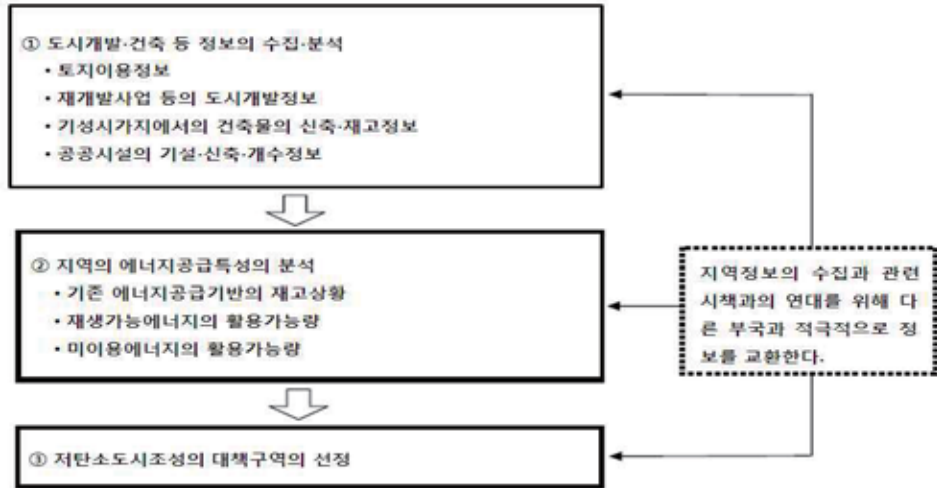 ① 도시개발·건축 등 정보의 수집·분석
• 토지이용정보
• 재개발사업 등의 도시개발정보
• 기성시가지에서의 건축물의 신축·재고정보
• 공공시설의 기설·신축·개수정보
② 지역의 에너지공급특성의 분석
• 기존 에너지공급기반의 재고상황
• 재생가능에너지의 활용가능량
• 미이용에너지의 활용가능량
③ 저탄소도시조성의 대책구역의 선정
지역정보의 수집과 관련
시책과의 연대를 위해 다
른 부국과 적극적으로 정
보를 교환한다.